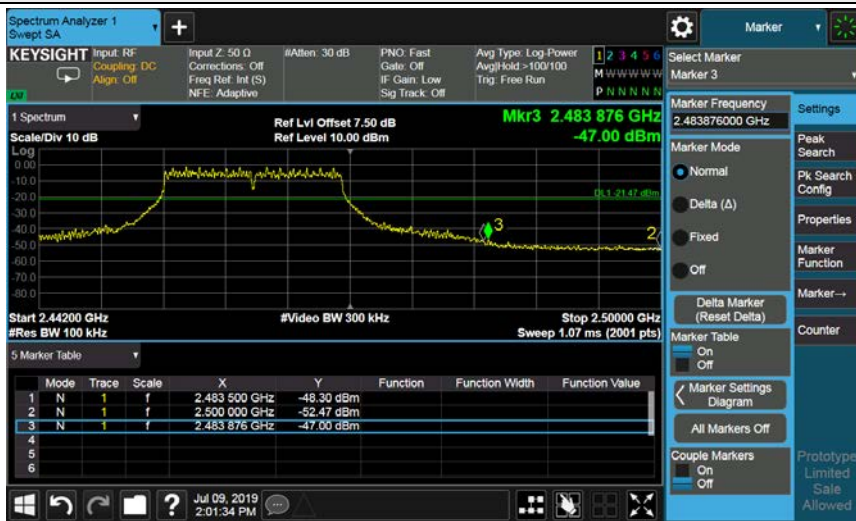 Spectrum Analyzer 1
Swept SA
+
Marker
KEYSIGHT
Input: RF
Coupling: DC
Align: Off
Input Z: 50 Ω
Corrections: Off
Freq Ref: Int (S)
NFE: Adaptive
#Atten: 30 dB
PNO: Fast
Gate: Off
IF Gain: Low
Sig Track: Off
Avg Type: Log-Power
Avg|Hold:>100/100
Trig: Free Run
1 2 3 4 5 6
M W W W W W
P N N N N N
LXI
Select Marker
Marker 3
1 Spectrum
Scale/Div 10 dB
Log
Ref Lvl Offset 7.50 dB
Ref Level 10.00 dBm
Mkr3 2.483 876 GHz
-47.00 dBm
0.00
-10.0
-20.0
-30.0
-40.0
-50.0
-60.0
-70.0
-80.0
DL1 -21.47 dBm
3
2
Start 2.44200 GHz
#Res BW 100 kHz
#Video BW 300 kHz
Stop 2.50000 GHz
Sweep 1.07 ms (2001 pts)
5 Marker Table
Mode Trace Scale X Y Function Function Width Function Value
1 N 1 f 2.483 500 GHz -48.30 dBm
2 N 1 f 2.500 000 GHz -52.47 dBm
3 N 1 f 2.483 876 GHz -47.00 dBm
4
5
6
Marker Frequency
2.483876000 GHz
Marker Mode
Normal
Delta (Δ)
Fixed
Off
Delta Marker
(Reset Delta)
Marker Table
On
Off
Marker Settings
Diagram
All Markers Off
Couple Markers
On
Off
Settings
Peak
Search
Pk Search
Config
Properties
Marker
Function
Marker→
Counter
Prototype
Limited
Sale
Allowed
?
Jul 09, 2019
2:01:34 PM